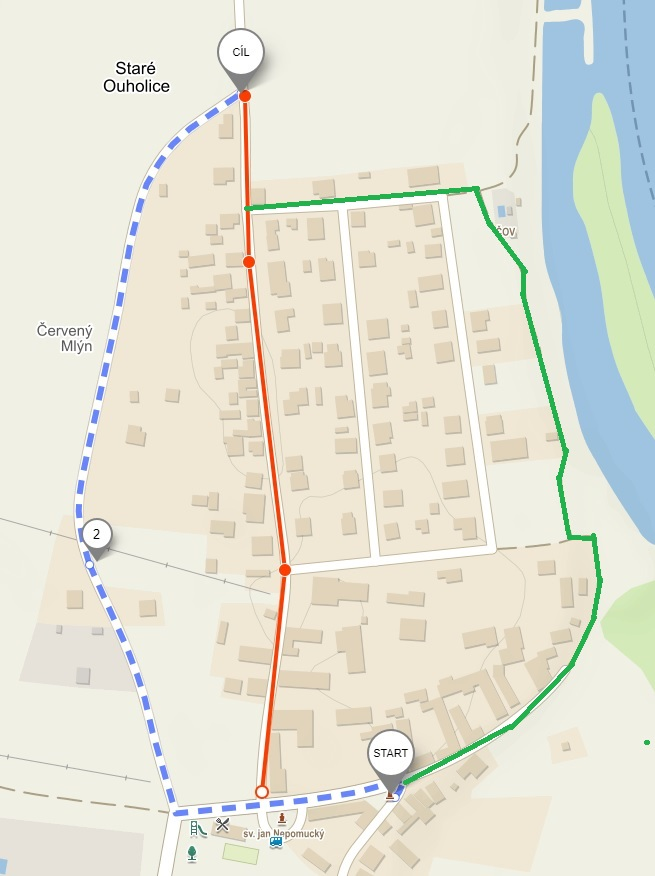 CÍL
Staré
Ouholice
čov
Červený
Mlýn
2
START
sv. jan Nepomucký